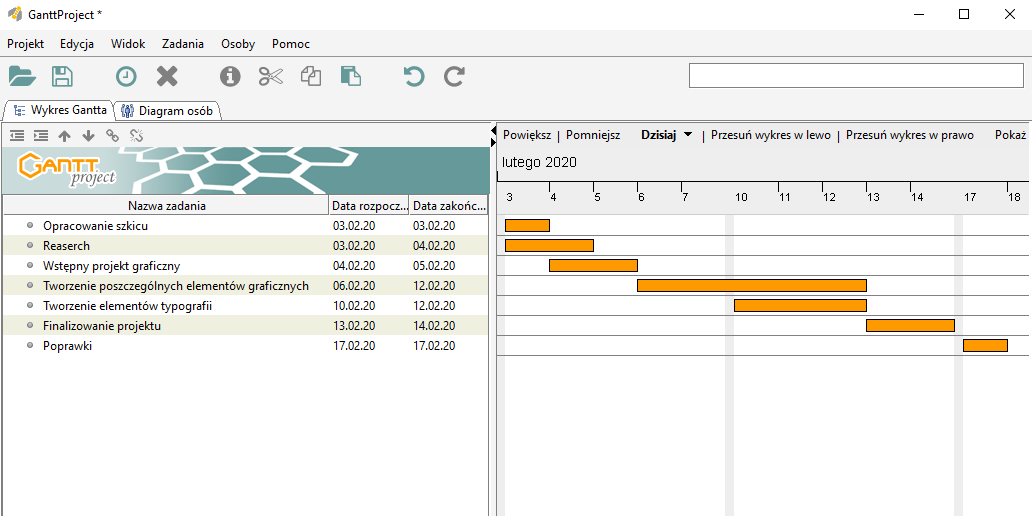 GanttProject *
Projekt Edycja Widok Zadania Osoby Pomoc
Wykres Gantta Diagram osób
Powiększ | Pomniejsz Dzisiaj | Przesuń wykres w lewo | Przesuń wykres w prawo Pokaż
GANTT project
lutego 2020
Nazwa zadania Data rozpocz... Data zakońc...
3 4 5 6 7 10 11 12 13 14 17 18
Opracowanie szkicu 03.02.20 03.02.20
Reaserch 03.02.20 04.02.20
Wstępny projekt graficzny 04.02.20 05.02.20
Tworzenie poszczególnych elementów graficznych 06.02.20 12.02.20
Tworzenie elementów typografii 10.02.20 12.02.20
Finalizowanie projektu 13.02.20 14.02.20
Poprawki 17.02.20 17.02.20